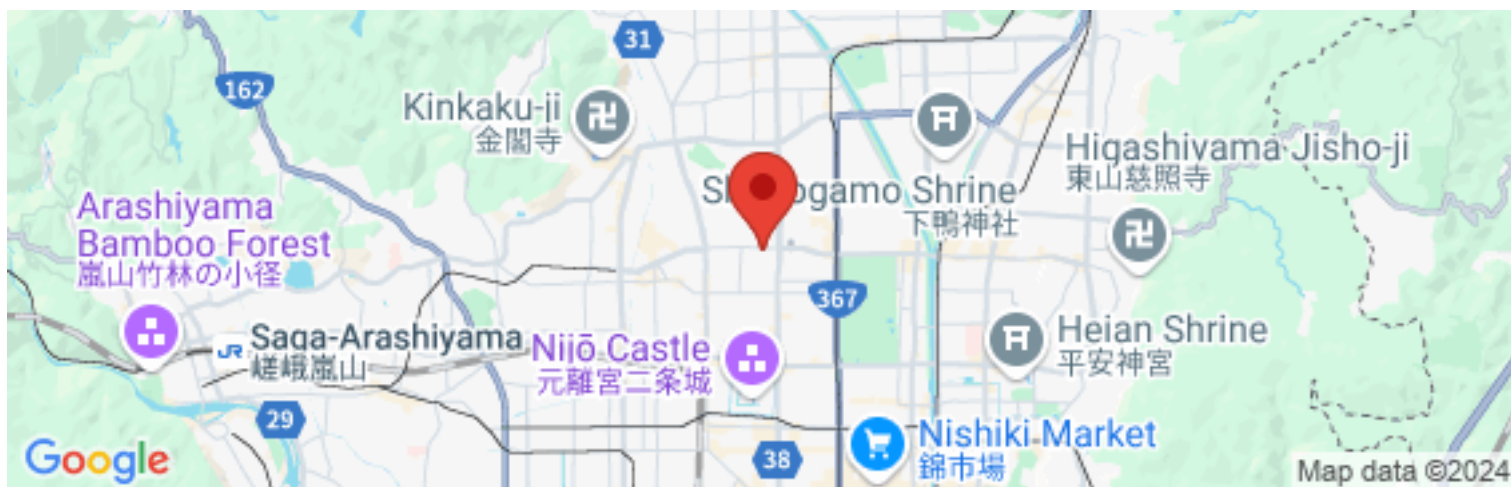 31
162
Kinkaku-ji
金閣寺
Higashiyama Jisho-ji
東山慈照寺
Shrine
下鴨神社
Arashiyama
Bamboo Forest
嵐山竹林の小径
367
JR
Saga-Arashiyama
嵯峨嵐山
Nijō Castle
元離宮二条城
Heian Shrine
平安神宮
29
38
Nishiki Market
錦市場
Google
Map data ©2024